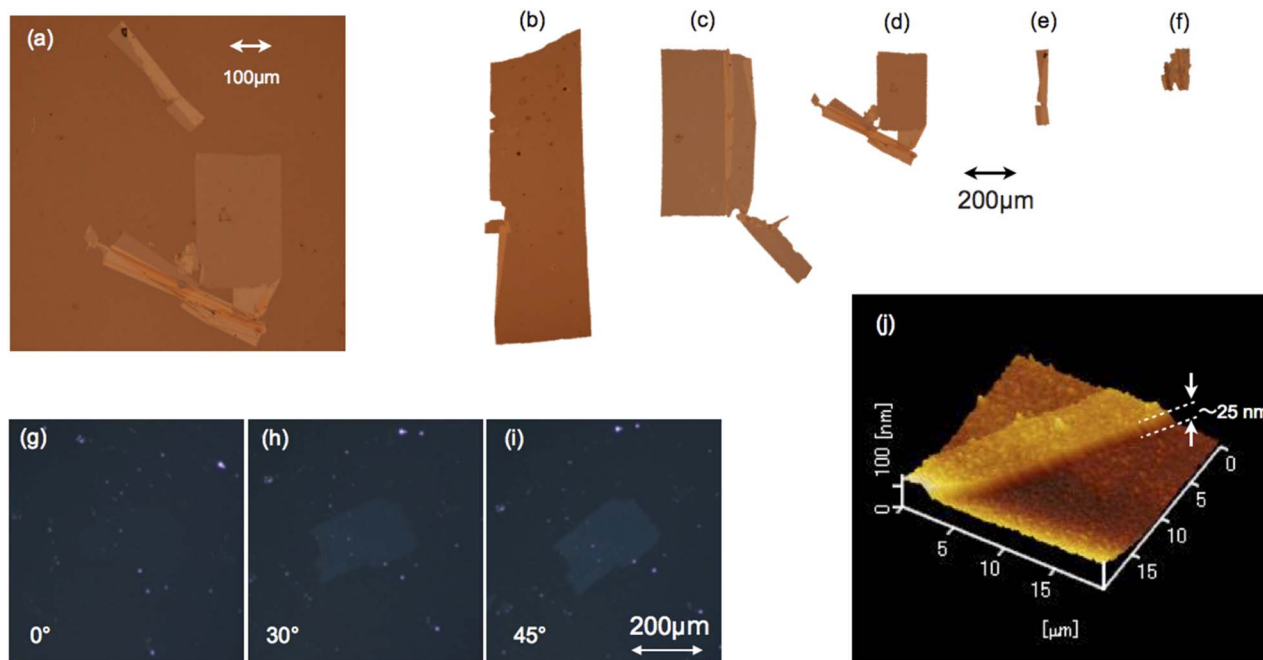 (a)
100µm
(b)
(c)
(d)
(e)
(f)
200µm
(g)
0°
(h)
30°
(i)
45°
200µm
(j)
~25 nm
100 [nm]
0
0
5
10
15
5
10
15
[µm]